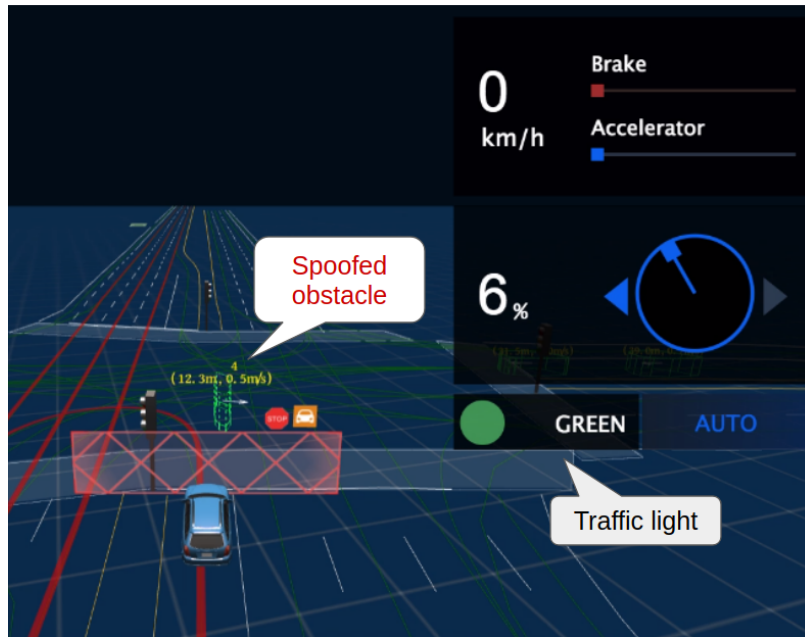 0
km/h
Brake
Accelerator
Spoofed
obstacle
6%
4
(12.3m, 0.5m/s)
STOP
GREEN
AUTO
Traffic light